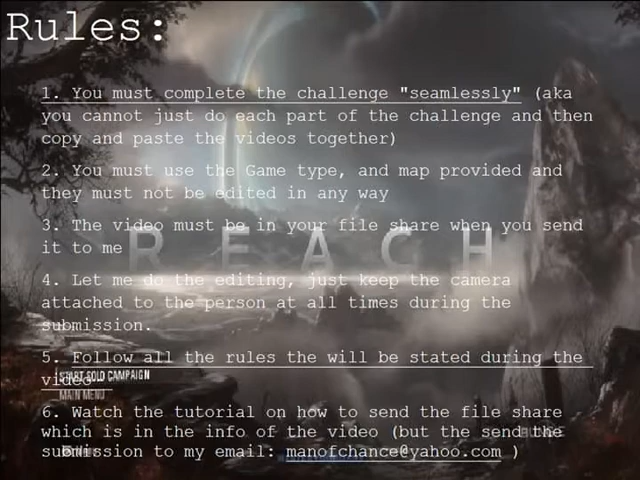 Rules:
1. You must complete the challenge "seamlessly" (aka
you cannot just do each part of the challenge and then
copy and paste the videos together)
2. You must use the Game type, and map provided and
they must not be edited in any way
3. The video must be in your file share when you send
it to me
REACH
4. Let me do the editing, just keep the camera
attached to the person at all times during the
submission.
5. Follow all the rules the will be stated during the
video
START SOLO CAMPAIGN
MAIN MENU
6. Watch the tutorial on how to send the file share
which is in the info of the video (but the send the
submission to my email: manofchance@yahoo.com )